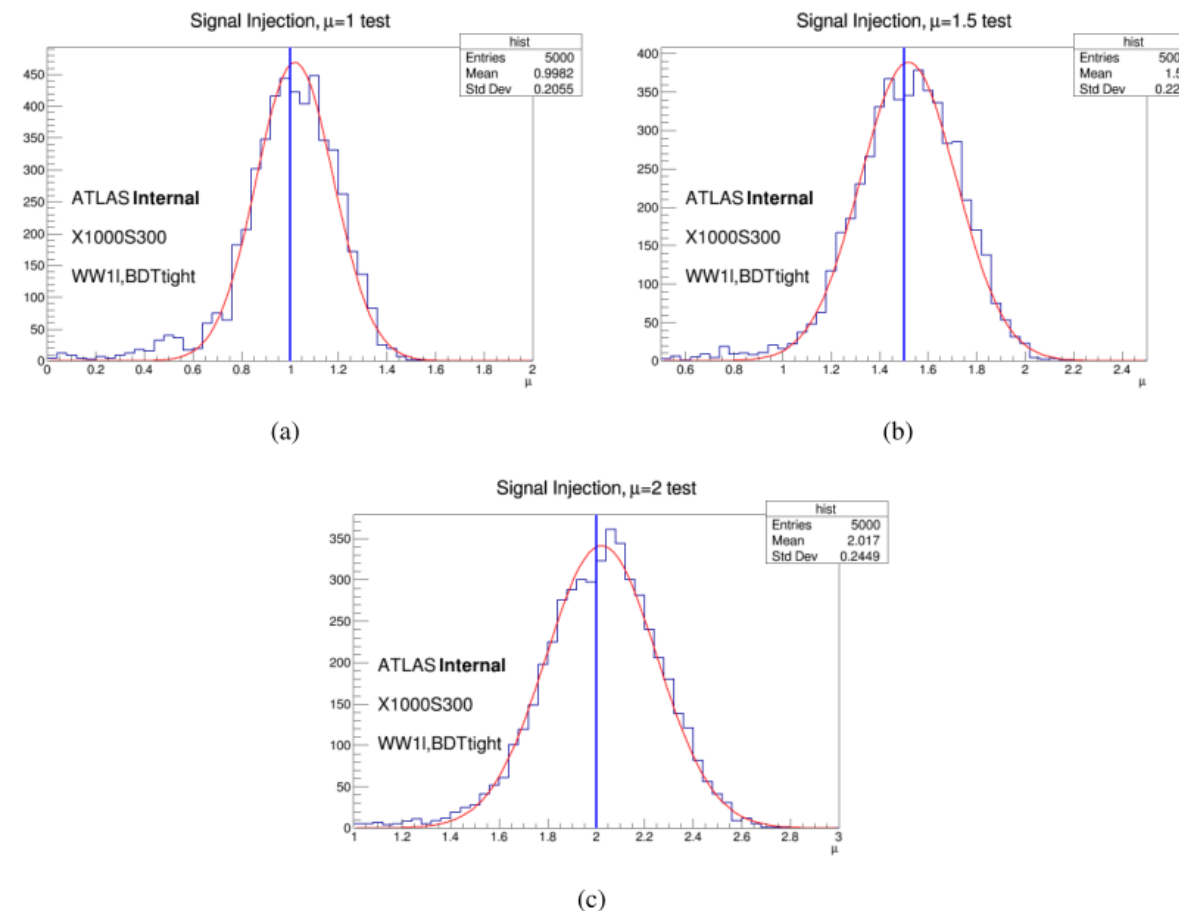 Signal Injection, μ=1 test
hist
Entries 5000
Mean 0.9982
Std Dev 0.2055
450
400
350
300
250
200
150
100
50
0
ATLAS Internal
X1000S300
WW1l,BDTtight
0 0.2 0.4 0.6 0.8 1 1.2 1.4 1.6 1.8 2
μ
(a)
Signal Injection, μ=1.5 test
hist
Entries 500
Mean 1.5
Std Dev 0.22
400
350
300
250
200
150
100
50
0
ATLAS Internal
X1000S300
WW1l,BDTtight
0.6 0.8 1 1.2 1.4 1.6 1.8 2 2.2 2.4
μ
(b)
Signal Injection, μ=2 test
hist
Entries 5000
Mean 2.017
Std Dev 0.2449
350
300
250
200
150
100
50
0
ATLAS Internal
X1000S300
WW1l,BDTtight
1 1.2 1.4 1.6 1.8 2 2.2 2.4 2.6 2.8 3
μ
(c)